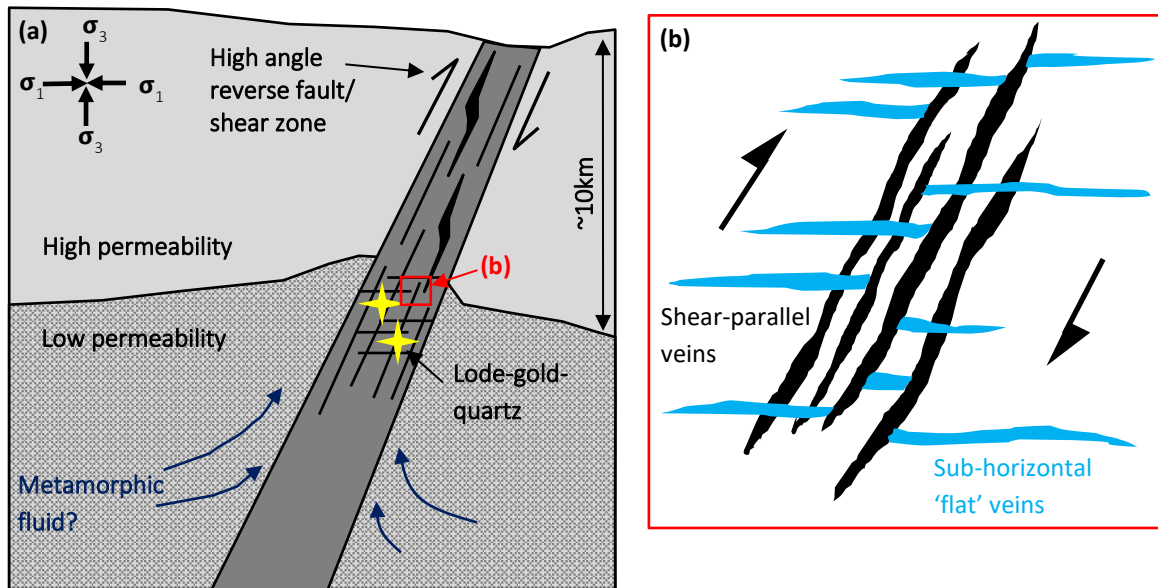 (a)
σ3
σ1 σ1
σ3
High angle
reverse fault/
shear zone
~10km
High permeability
(b)
Low permeability
Lode-gold-
quartz
Metamorphic
fluid?
(b)
Shear-parallel
veins
Sub-horizontal
‘flat’ veins